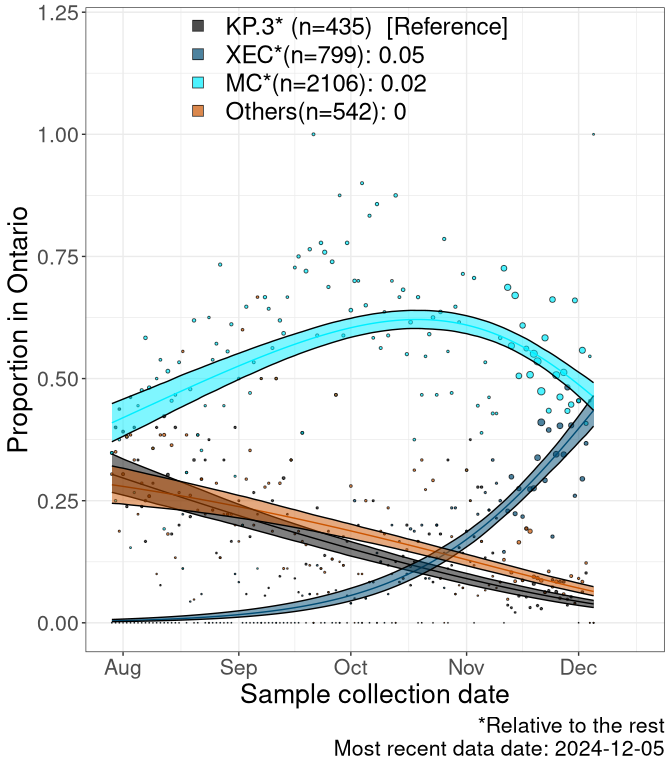 1.25
1.00
0.75
0.50
0.25
0.00
Proportion in Ontario
KP.3* (n=435)  [Reference]
XEC*(n=799): 0.05
MC*(n=2106): 0.02
Others(n=542): 0
Aug Sep Oct Nov Dec
Sample collection date
*Relative to the rest
Most recent data date: 2024-12-05